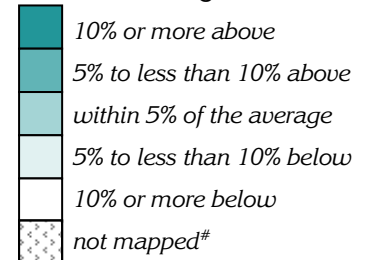 10% or more above
5% to less than 10% above
within 5% of the average
5% to less than 10% below
10% or more below
not mapped#